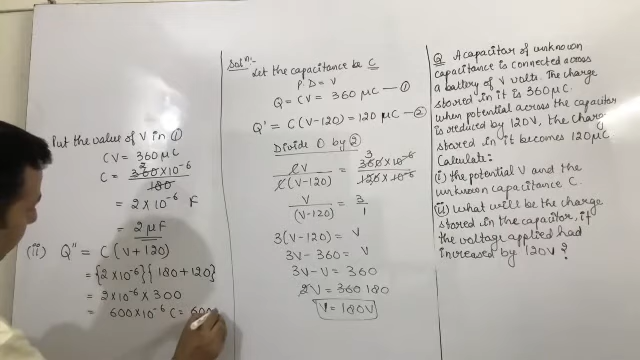 Q A capacitor of unknown
capacitance is connected across
a battery of V volts. The charge
stored in it is 360μC.
When potential across the capacitor
is reduced by 120V, the charge
stored in it becomes 120μC
Calculate:
(i) the potential V and the
unknown capacitance C.
(ii) What will be the charge
stored in the capacitor, if
the voltage applied had
increased by 120V?
Soln:-
Let the capacitance be C
P.D = V
Q = CV = 360 μC — ①
Q' = C(V-120) = 120 μC — ②
Divide ① by ②
CV / C(V-120) = 3 360×10⁻⁶ / 120×10⁻⁶
V / (V-120) = 3 / 1
3(V-120) = V
3V - 360 = V
3V - V = 360
2V = 360 180
V = 180V
Put the value of V in ①
CV = 360μC
C = 2 360×10⁻⁶ / 180
= 2 × 10⁻⁶ F
= 2 μF
(ii) Q" = C (V + 120)
= {2 ×10⁻⁶} { 180 + 120}
= 2×10⁻⁶ × 300
= 600×10⁻⁶ C = 600